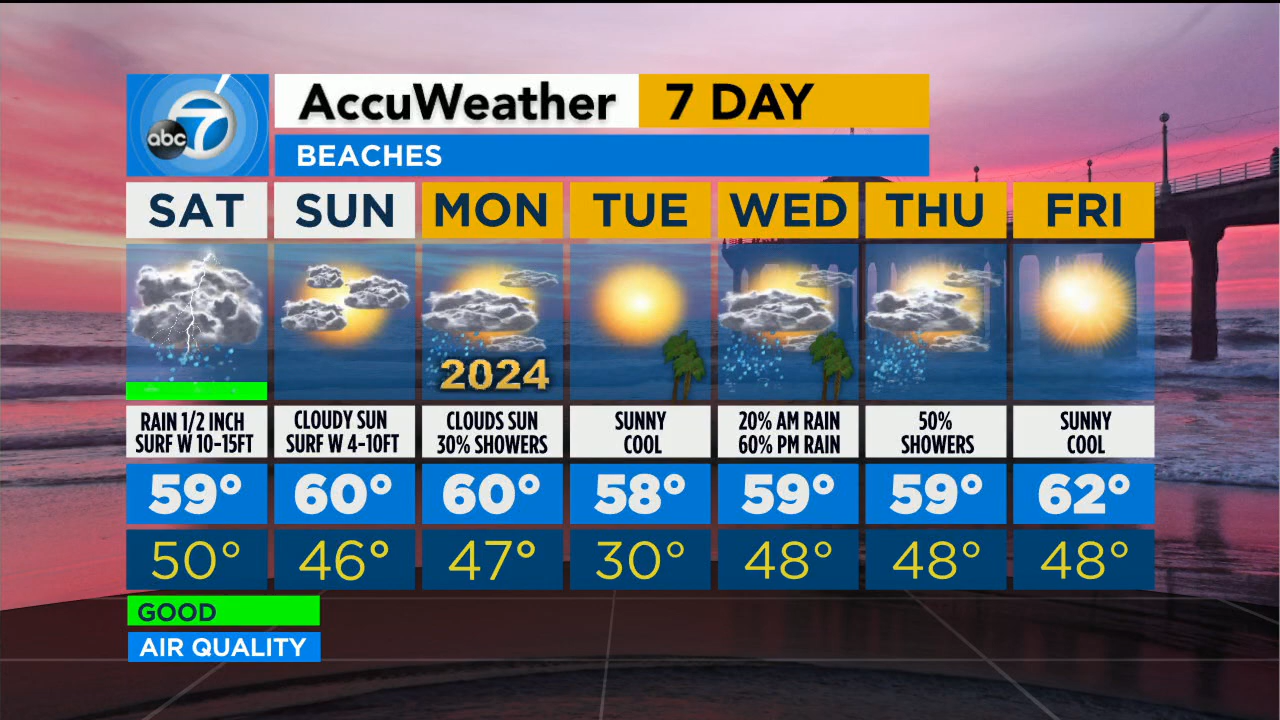 abc 7
AccuWeather 7 DAY
BEACHES
SAT SUN MON TUE WED THU FRI
2024
RAIN 1/2 INCH
SURF W 10-15FT
CLOUDY SUN
SURF W 4-10FT
CLOUDS SUN
30% SHOWERS
SUNNY
COOL
20% AM RAIN
60% PM RAIN
50%
SHOWERS
SUNNY
COOL
59° 60° 60° 58° 59° 59° 62°
50° 46° 47° 30° 48° 48° 48°
GOOD
AIR QUALITY